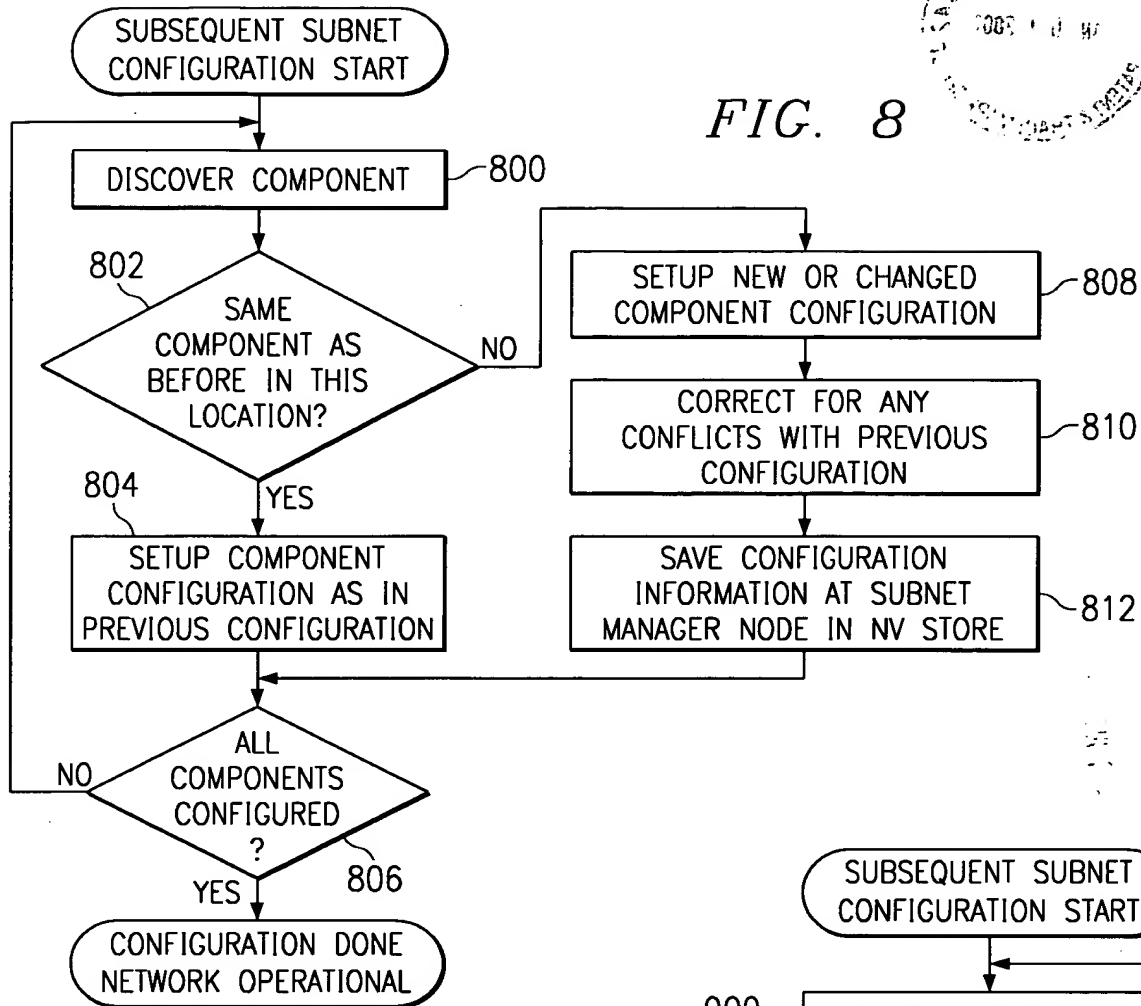 FIG. 8
SUBSEQUENT SUBNET
CONFIGURATION START
DISCOVER COMPONENT
800
802
SAME
COMPONENT AS
BEFORE IN THIS
LOCATION?
NO
YES
804
SETUP COMPONENT
CONFIGURATION AS IN
PREVIOUS CONFIGURATION
SETUP NEW OR CHANGED
COMPONENT CONFIGURATION
808
CORRECT FOR ANY
CONFLICTS WITH PREVIOUS
CONFIGURATION
810
SAVE CONFIGURATION
INFORMATION AT SUBNET
MANAGER NODE IN NV STORE
812
ALL
COMPONENTS
CONFIGURED
?
NO
806
YES
CONFIGURATION DONE
NETWORK OPERATIONAL
SUBSEQUENT SUBNET
CONFIGURATION START